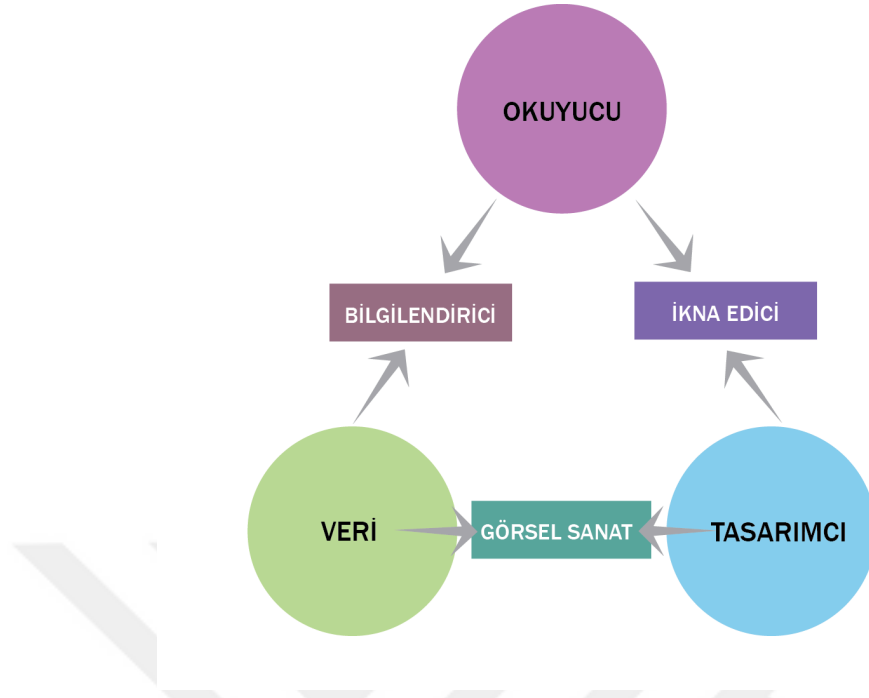 OKUYUCU
BİLGİLENDİRİCİ
İKNA EDİCİ
VERİ
GÖRSEL SANAT
TASARIMCI